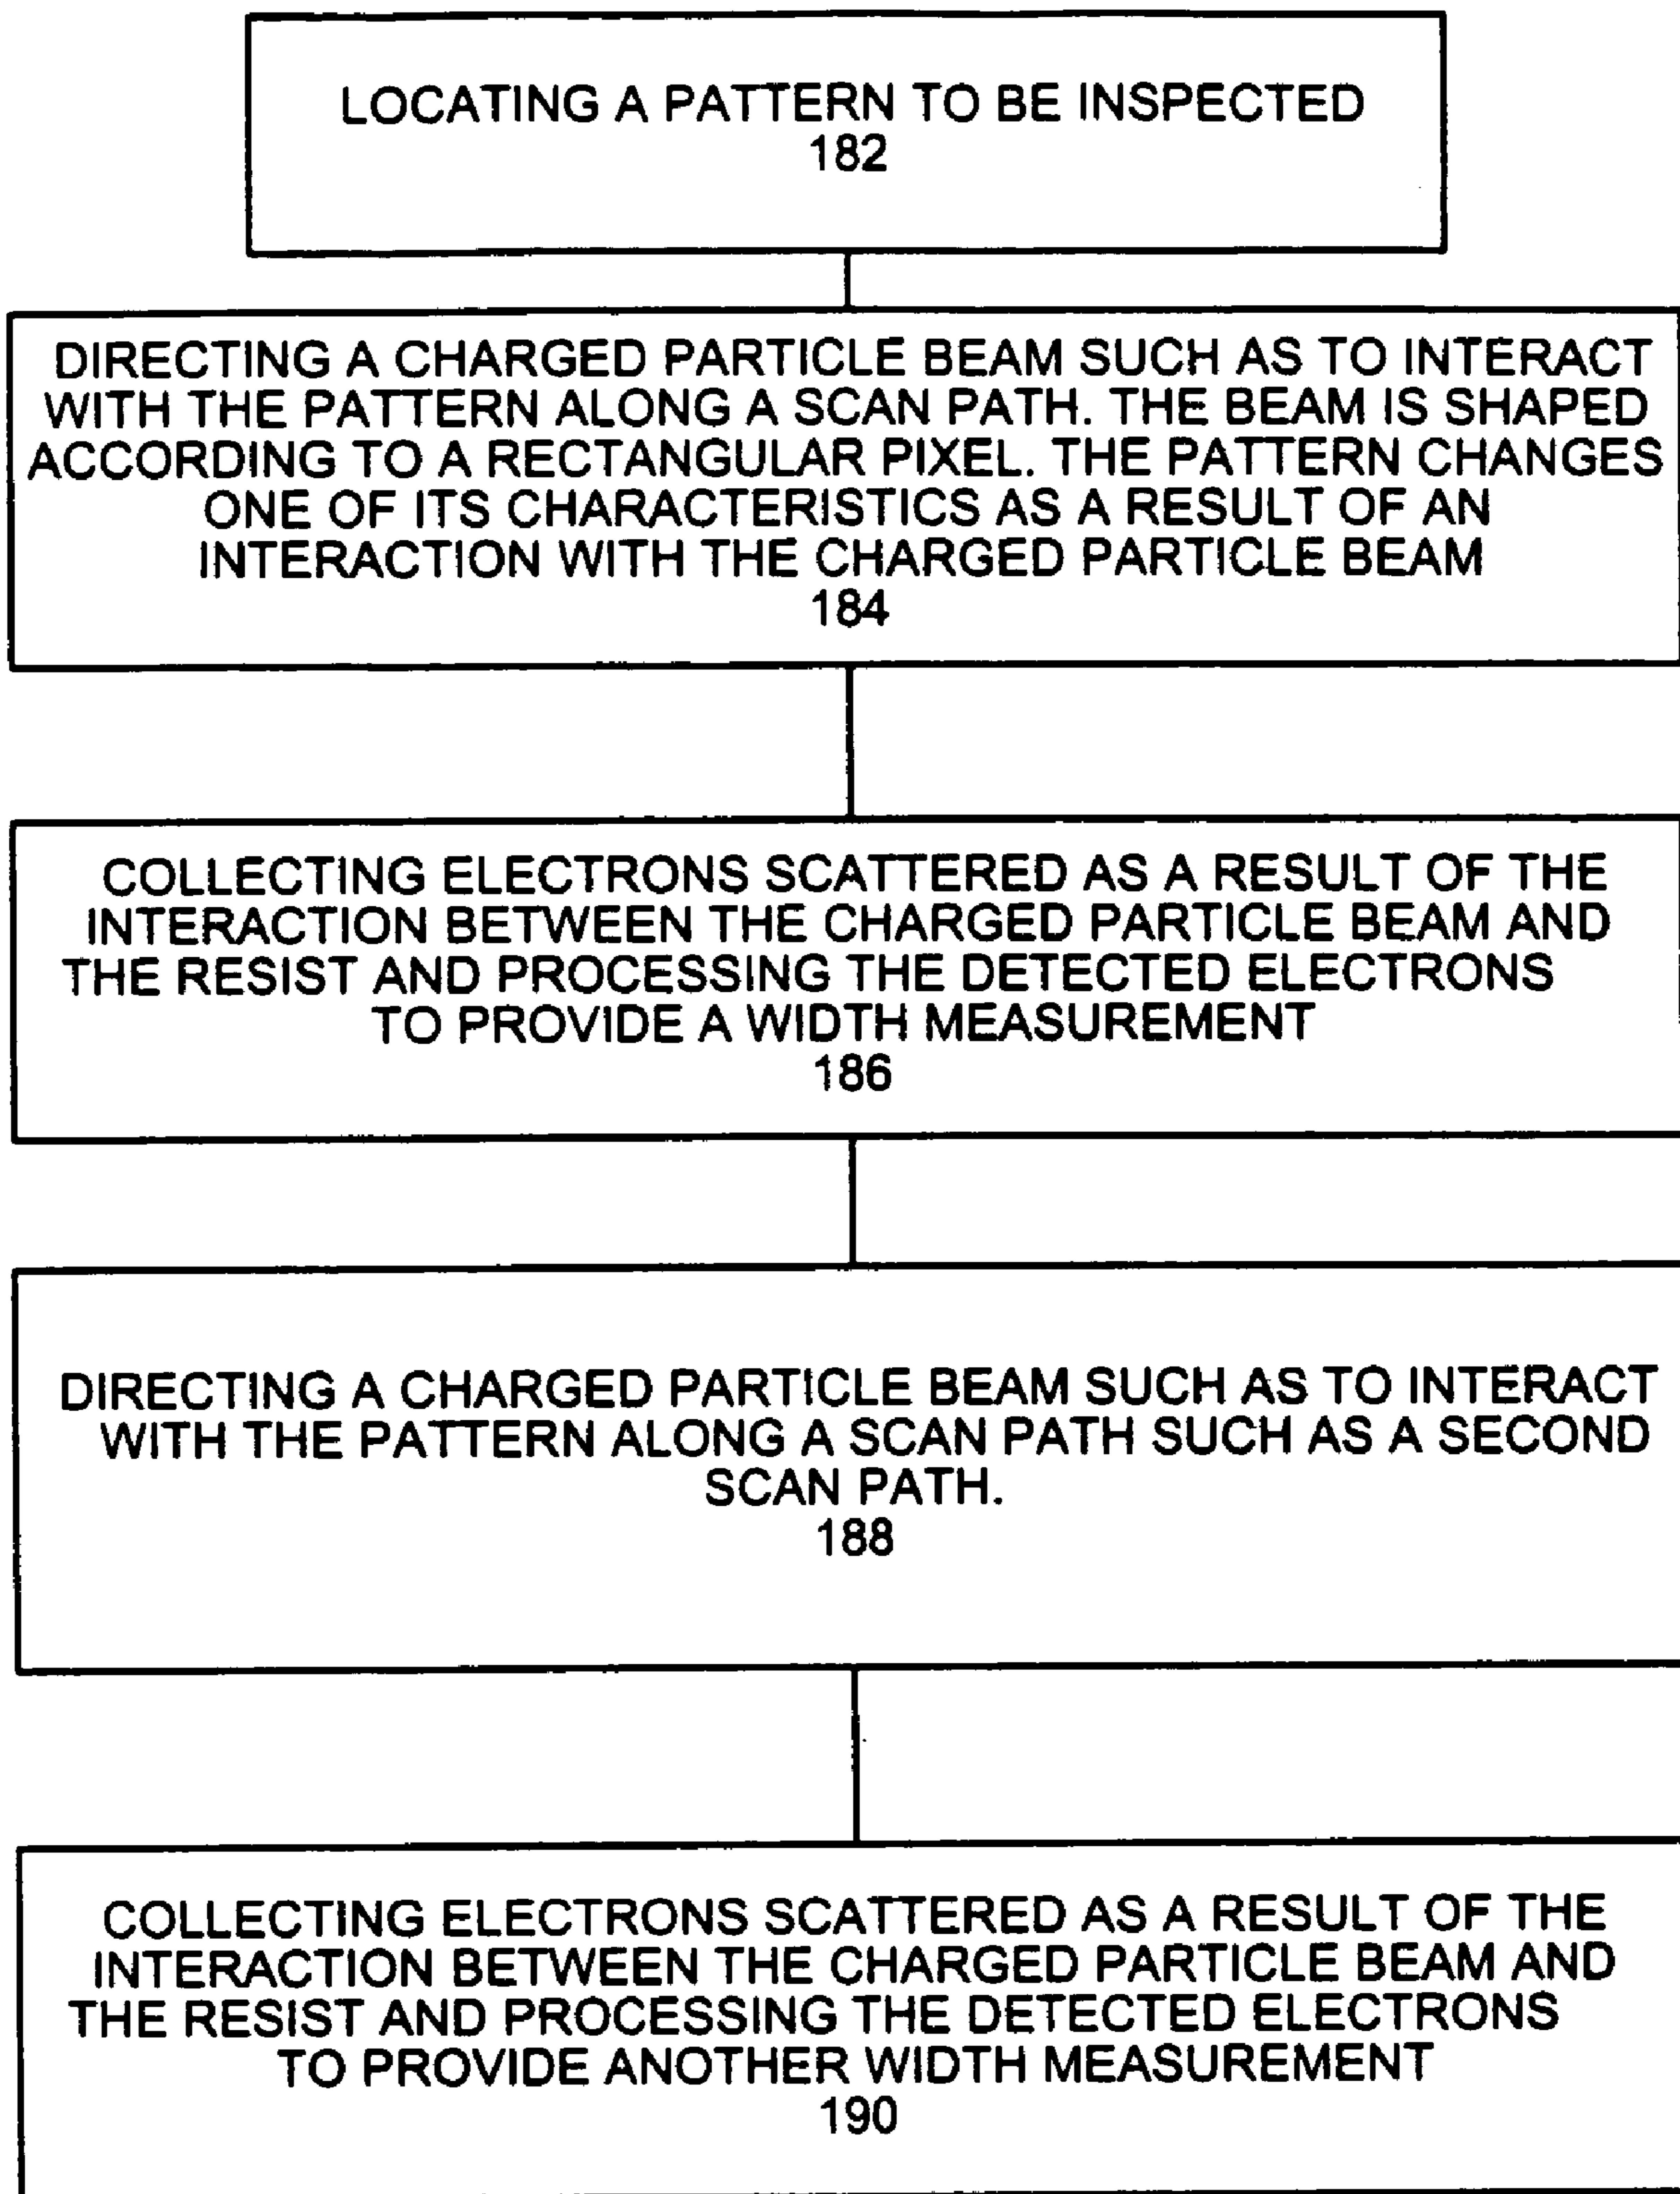 LOCATING A PATTERN TO BE INSPECTED
182
DIRECTING A CHARGED PARTICLE BEAM SUCH AS TO INTERACT
WITH THE PATTERN ALONG A SCAN PATH. THE BEAM IS SHAPED
ACCORDING TO A RECTANGULAR PIXEL. THE PATTERN CHANGES
ONE OF ITS CHARACTERISTICS AS A RESULT OF AN
INTERACTION WITH THE CHARGED PARTICLE BEAM
184
COLLECTING ELECTRONS SCATTERED AS A RESULT OF THE
INTERACTION BETWEEN THE CHARGED PARTICLE BEAM AND
THE RESIST AND PROCESSING THE DETECTED ELECTRONS
TO PROVIDE A WIDTH MEASUREMENT
186
DIRECTING A CHARGED PARTICLE BEAM SUCH AS TO INTERACT
WITH THE PATTERN ALONG A SCAN PATH SUCH AS A SECOND
SCAN PATH.
188
COLLECTING ELECTRONS SCATTERED AS A RESULT OF THE
INTERACTION BETWEEN THE CHARGED PARTICLE BEAM AND
THE RESIST AND PROCESSING THE DETECTED ELECTRONS
TO PROVIDE ANOTHER WIDTH MEASUREMENT
190